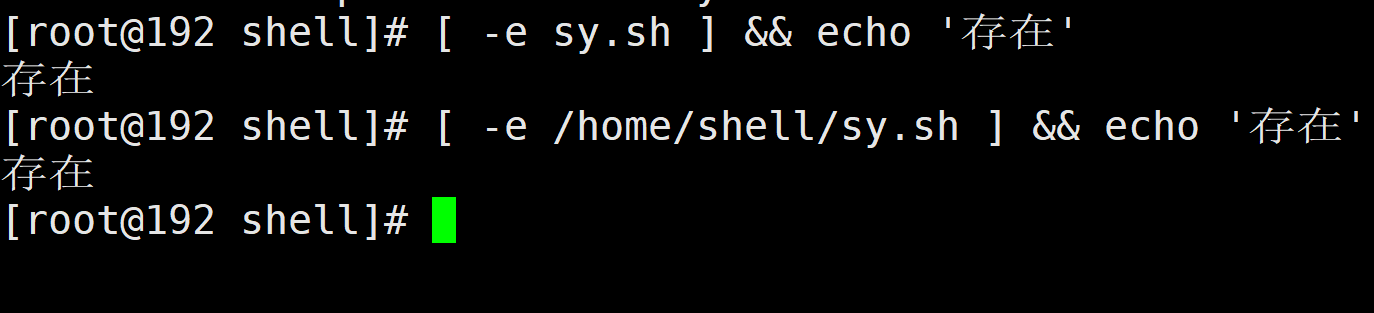 [root@192 shell]# [ -e sy.sh ] && echo '存在'
存在
[root@192 shell]# [ -e /home/shell/sy.sh ] && echo '存在'
存在
[root@192 shell]#